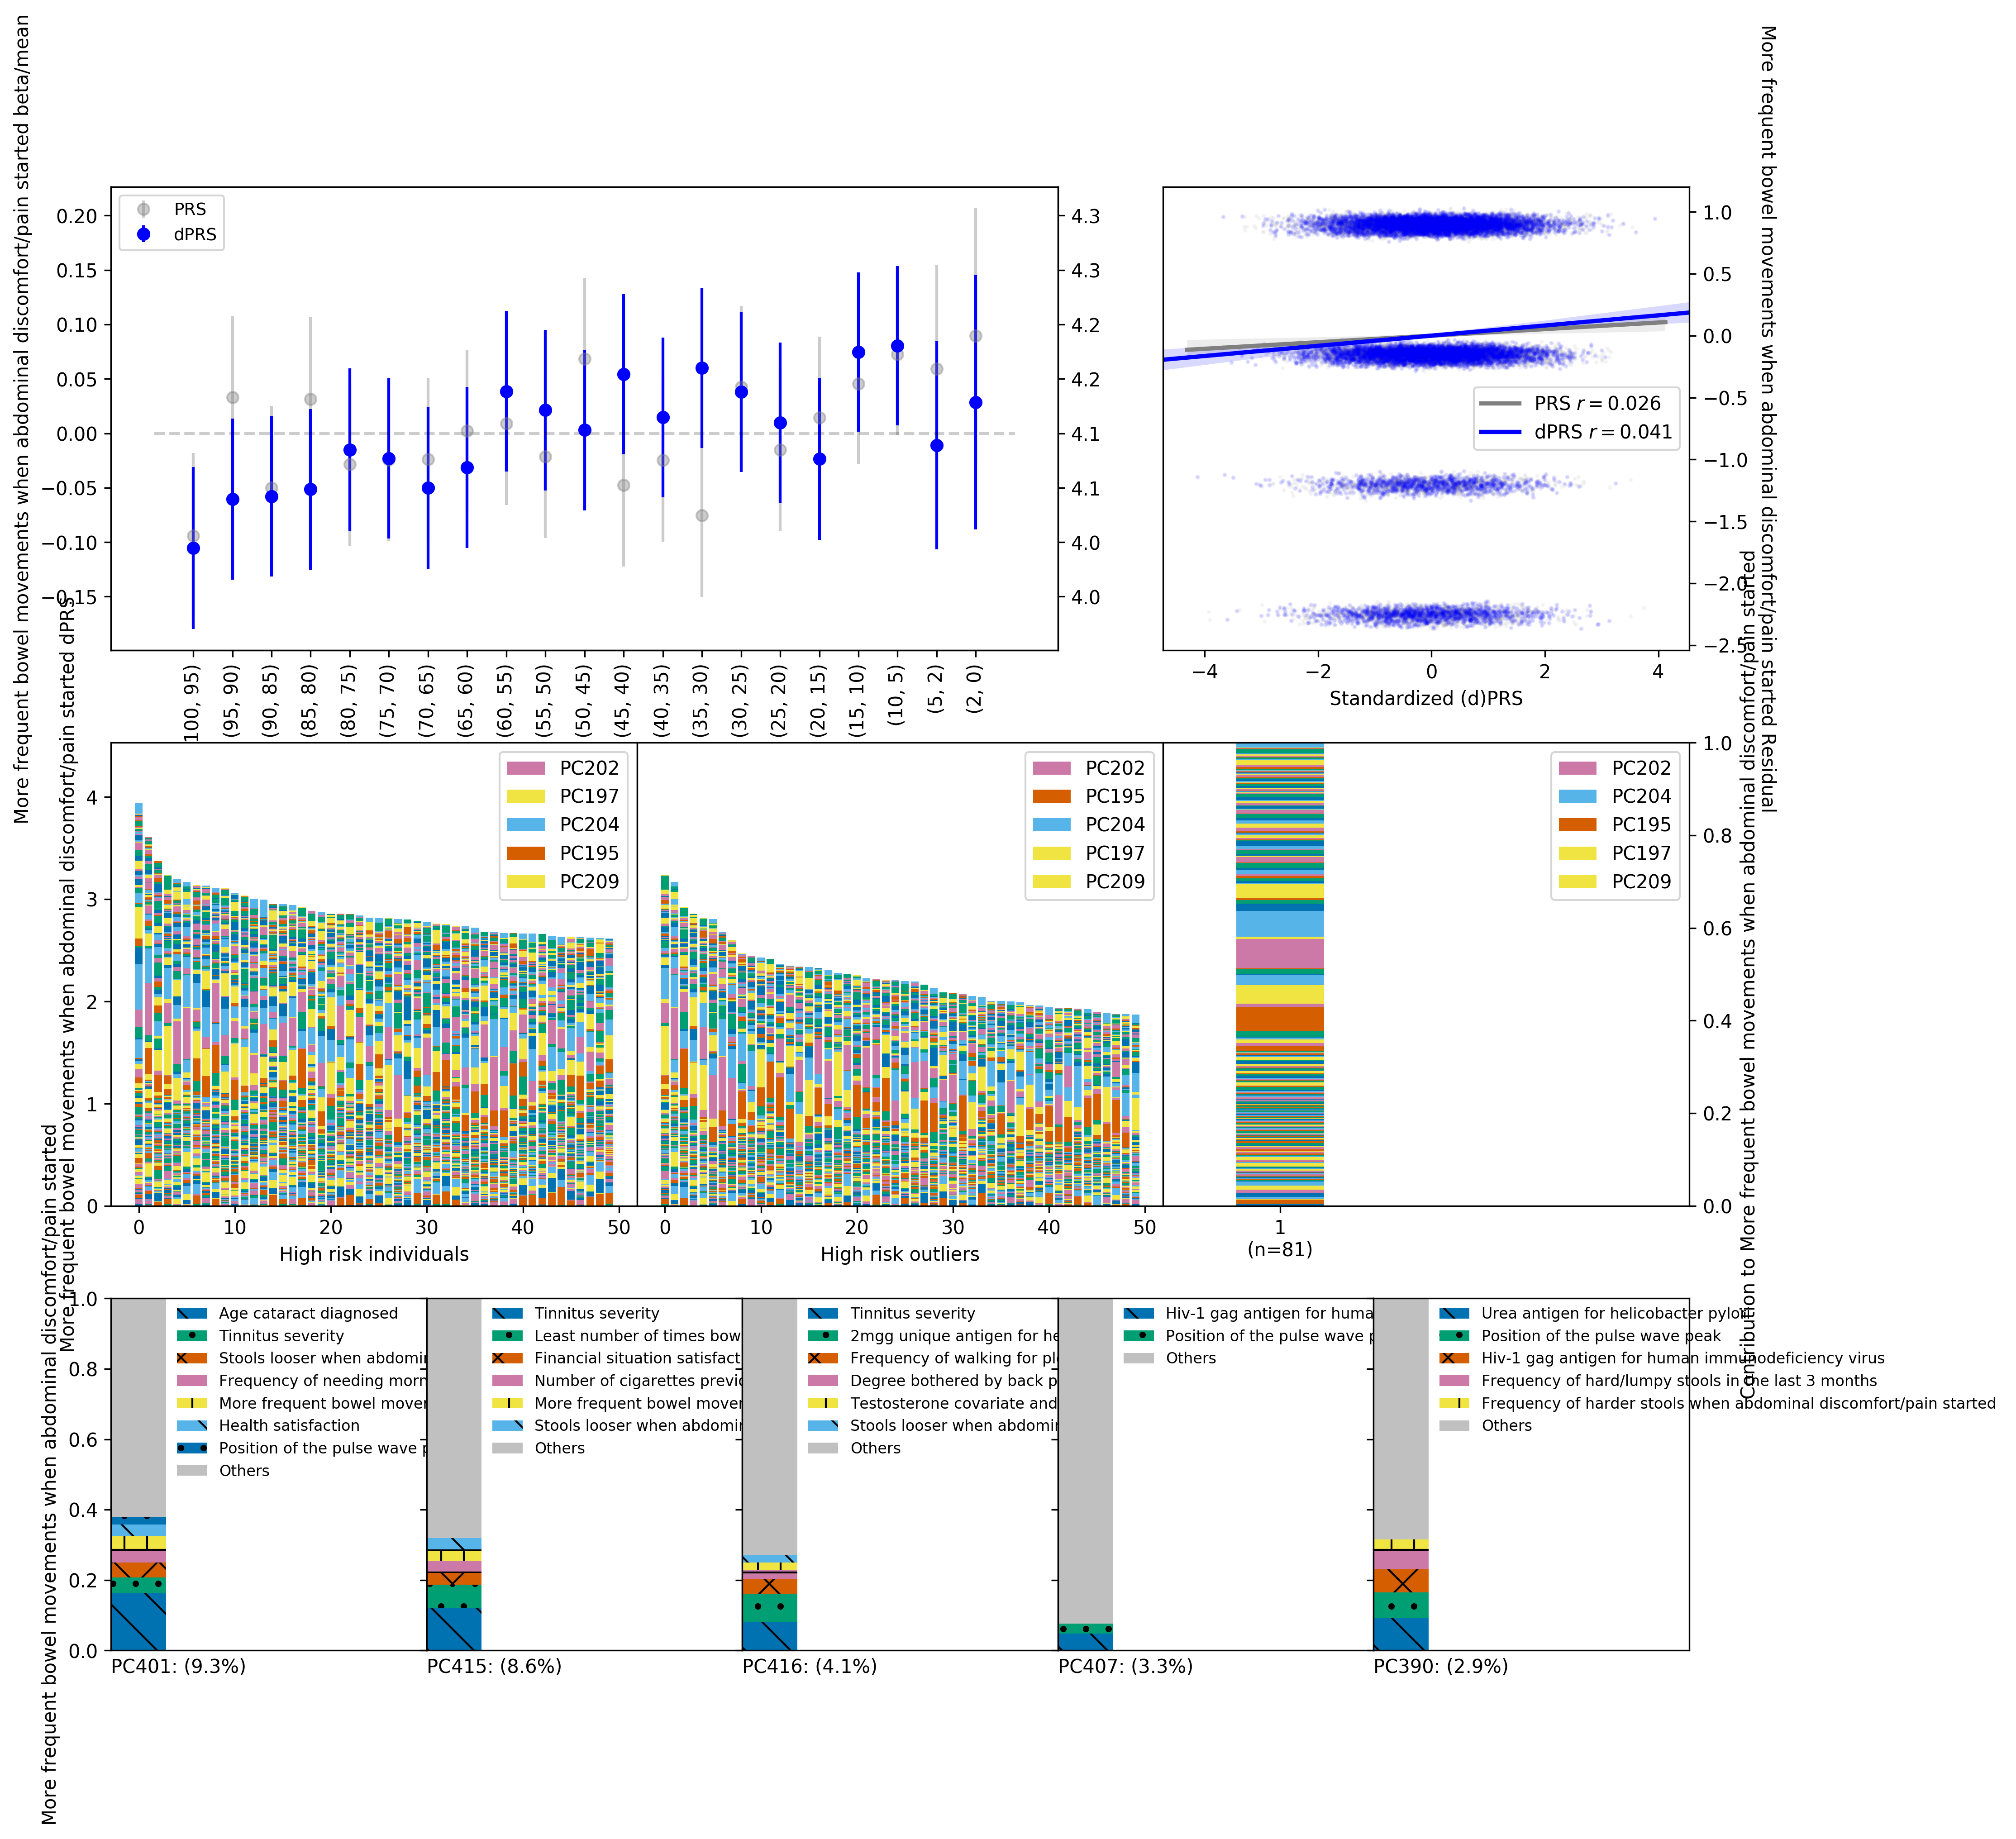 More frequent bowel movements when abdominal discomfort/pain started beta/mean
PRS
dPRS
0.20
0.15
0.10
0.05
0.00
−0.05
−0.10
−0.15
4.3
4.3
4.2
4.2
4.1
4.1
4.0
4.0
100, 95)
(95, 90)
(90, 85)
(85, 80)
(80, 75)
(75, 70)
(70, 65)
(65, 60)
(60, 55)
(55, 50)
(50, 45)
(45, 40)
(40, 35)
(35, 30)
(30, 25)
(25, 20)
(20, 15)
(15, 10)
(10, 5)
(5, 2)
(2, 0)
PRS r = 0.026
dPRS r = 0.041
1.0
0.5
0.0
−0.5
−1.0
−1.5
−2.0
−2.5
−4
−2
0
2
4
Standardized (d)PRS
More frequent bowel movements when abdominal discomfort/pain started Residual
More frequent bowel movements when abdominal discomfort/pain started dPRS
4
3
2
1
0
PC202
PC197
PC204
PC195
PC209
0
10
20
30
40
50
High risk individuals
PC202
PC195
PC204
PC197
PC209
0
10
20
30
40
50
High risk outliers
PC202
PC204
PC195
PC197
PC209
1
(n=81)
1.0
0.8
0.6
0.4
0.2
0.0
Contribution to More frequent bowel movements when abdominal discomfort/pain started
More frequent bowel movements when abdominal discomfort/pain started
More frequent bowel movements when abdominal discomfort/pain started
1.0
0.8
0.6
0.4
0.2
0.0
Age cataract diagnosed
Tinnitus severity
Stools looser when abdomin
Frequency of needing morn
More frequent bowel mover
Health satisfaction
Position of the pulse wave p
Others
PC401: (9.3%)
Tinnitus severity
Least number of times bow
Financial situation satisfact
Number of cigarettes previc
More frequent bowel mover
Stools looser when abdomin
Others
PC415: (8.6%)
Tinnitus severity
2mgg unique antigen for he
Frequency of walking for ple
Degree bothered by back p
Testosterone covariate and
Stools looser when abdomin
Others
PC416: (4.1%)
Hiv-1 gag antigen for huma
Position of the pulse wave p
Others
PC407: (3.3%)
Urea antigen for helicobacter pylori
Position of the pulse wave peak
Hiv-1 gag antigen for human immunodeficiency virus
Frequency of hard/lumpy stools in the last 3 months
Frequency of harder stools when abdominal discomfort/pain started
Others
PC390: (2.9%)